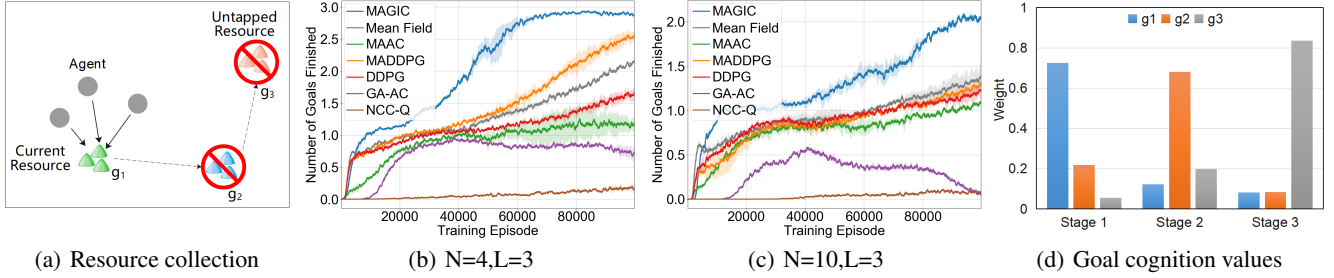 Untapped
Resource
g3
Agent
Current
Resource
g1
g2
(a) Resource collection
Number of Goals Finished
3.0
2.5
2.0
1.5
1.0
0.5
0.0
MAGIC
Mean Field
MAAC
MADDPG
DDPG
GA-AC
NCC-Q
20000 40000 60000 80000
Training Episode
(b) N=4,L=3
Number of Goals Finished
2.0
1.5
1.0
0.5
0.0
MAGIC
Mean Field
MAAC
MADDPG
DDPG
GA-AC
NCC-Q
20000 40000 60000 80000
Training Episode
(c) N=10,L=3
g1 g2 g3
Weight
1
0.8
0.6
0.4
0.2
0
Stage 1 Stage 2 Stage 3
(d) Goal cognition values